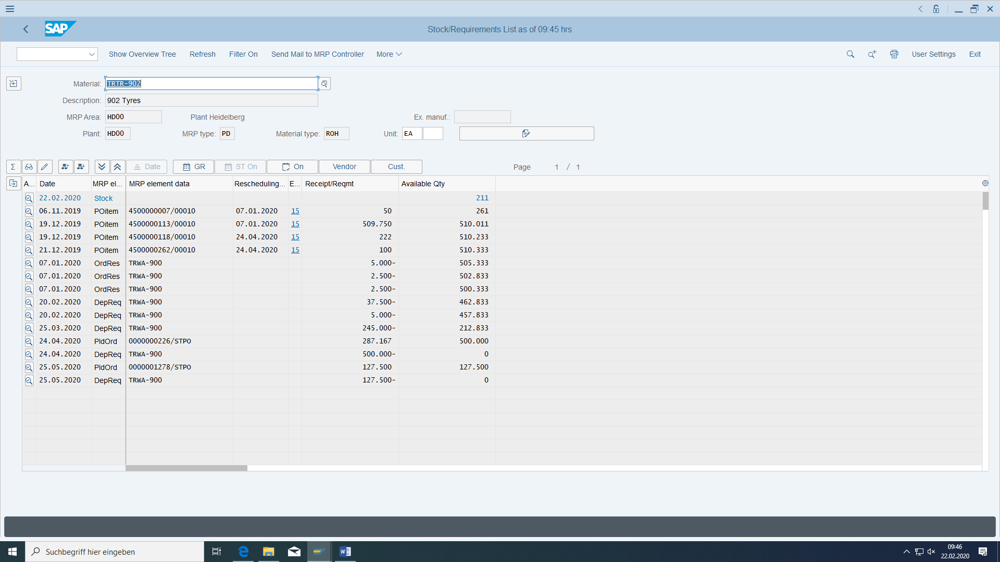 SAP
Stock/Requirements List as of 09:45 hrs
Show Overview Tree Refresh Filter On Send Mail to MRP Controller More User Settings Exit
Material: TRTR-902
Description: 902 Tyres
MRP Area: HD00 Plant Heidelberg Ex. manuf.:
Plant: HD00 MRP type: PD Material type: ROH Unit: EA
Σ Date GR ST On On Vendor Cust. Page 1 / 1
A... Date MRP el... MRP element data Rescheduling... E... Receipt/Reqmt Available Qty
22.02.2020 Stock 211
06.11.2019 POitem 4500000007/00010 07.01.2020 15 50 261
19.12.2019 POitem 4500000113/00010 07.01.2020 15 509.750 510.011
19.12.2019 POitem 4500000118/00010 24.04.2020 15 222 510.233
21.12.2019 POitem 4500000262/00010 24.04.2020 15 100 510.333
07.01.2020 OrdRes TRWA-900 5.000- 505.333
07.01.2020 OrdRes TRWA-900 2.500- 502.833
07.01.2020 OrdRes TRWA-900 2.500- 500.333
20.02.2020 DepReq TRWA-900 37.500- 462.833
20.02.2020 DepReq TRWA-900 5.000- 457.833
25.03.2020 DepReq TRWA-900 245.000- 212.833
24.04.2020 PldOrd 0000000226/STPO 287.167 500.000
24.04.2020 DepReq TRWA-900 500.000- 0
25.05.2020 PldOrd 0000001278/STPO 127.500 127.500
25.05.2020 DepReq TRWA-900 127.500- 0
Suchbegriff hier eingeben
09:46
22.02.2020